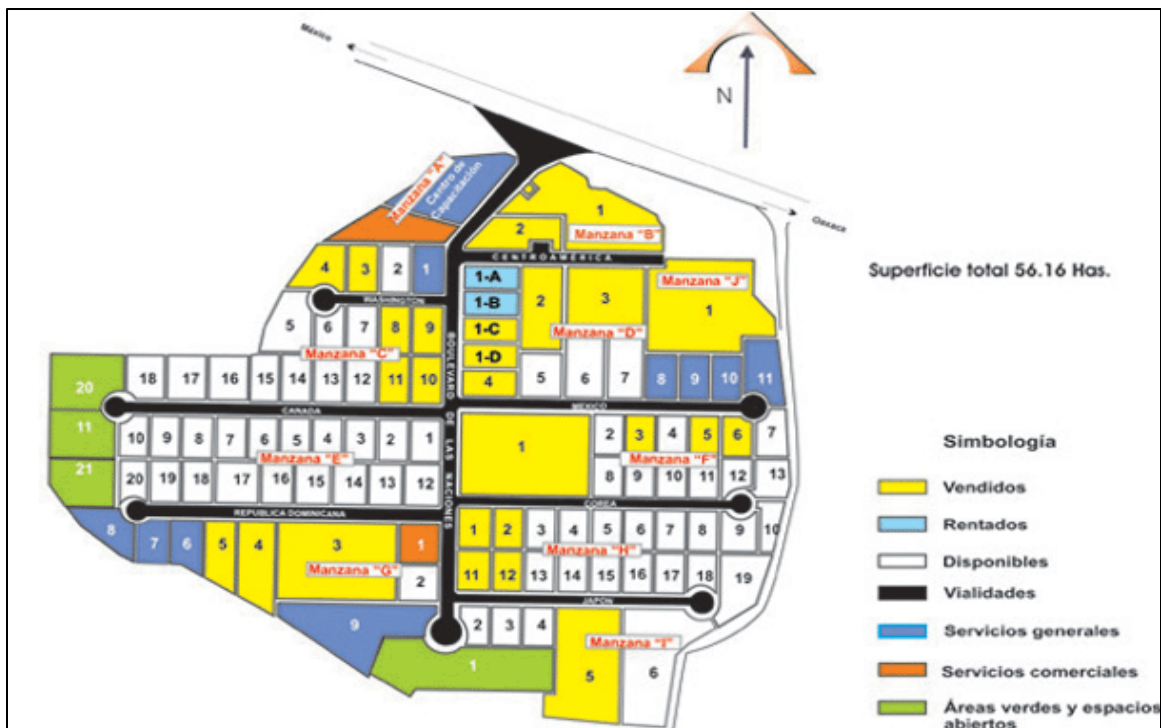 México
N
Oaxaca
Superficie total 56.16 Has.
Manzana "A"
Centro de
Capacitación
1
2
Manzana "B"
CENTROAMERICA
4
3
2
1
WASHINGTON
5
6
7
8
9
Manzana "C"
18
17
16
15
14
13
12
11
10
20
11
21
CANADA
BOULEVARD DE LAS NACIONES
1-A
1-B
1-C
1-D
4
2
3
Manzana "D"
5
6
7
8
9
10
11
Manzana "J"
1
MEXICO
10
9
8
7
6
5
4
3
2
1
Manzana "E"
20
19
18
17
16
15
14
13
12
REPUBLICA DOMINICANA
1
2
3
4
5
6
7
Manzana "F"
8
9
10
11
12
13
COREA
8
7
6
5
4
3
1
Manzana "G"
2
9
1
2
3
4
5
6
7
8
9
10
Manzana "H"
11
12
13
14
15
16
17
18
19
JAPON
2
3
4
Manzana "I"
1
5
6
Simbología
Vendidos
Rentados
Disponibles
Vialidades
Servicios generales
Servicios comerciales
Áreas verdes y espacios
abiertos